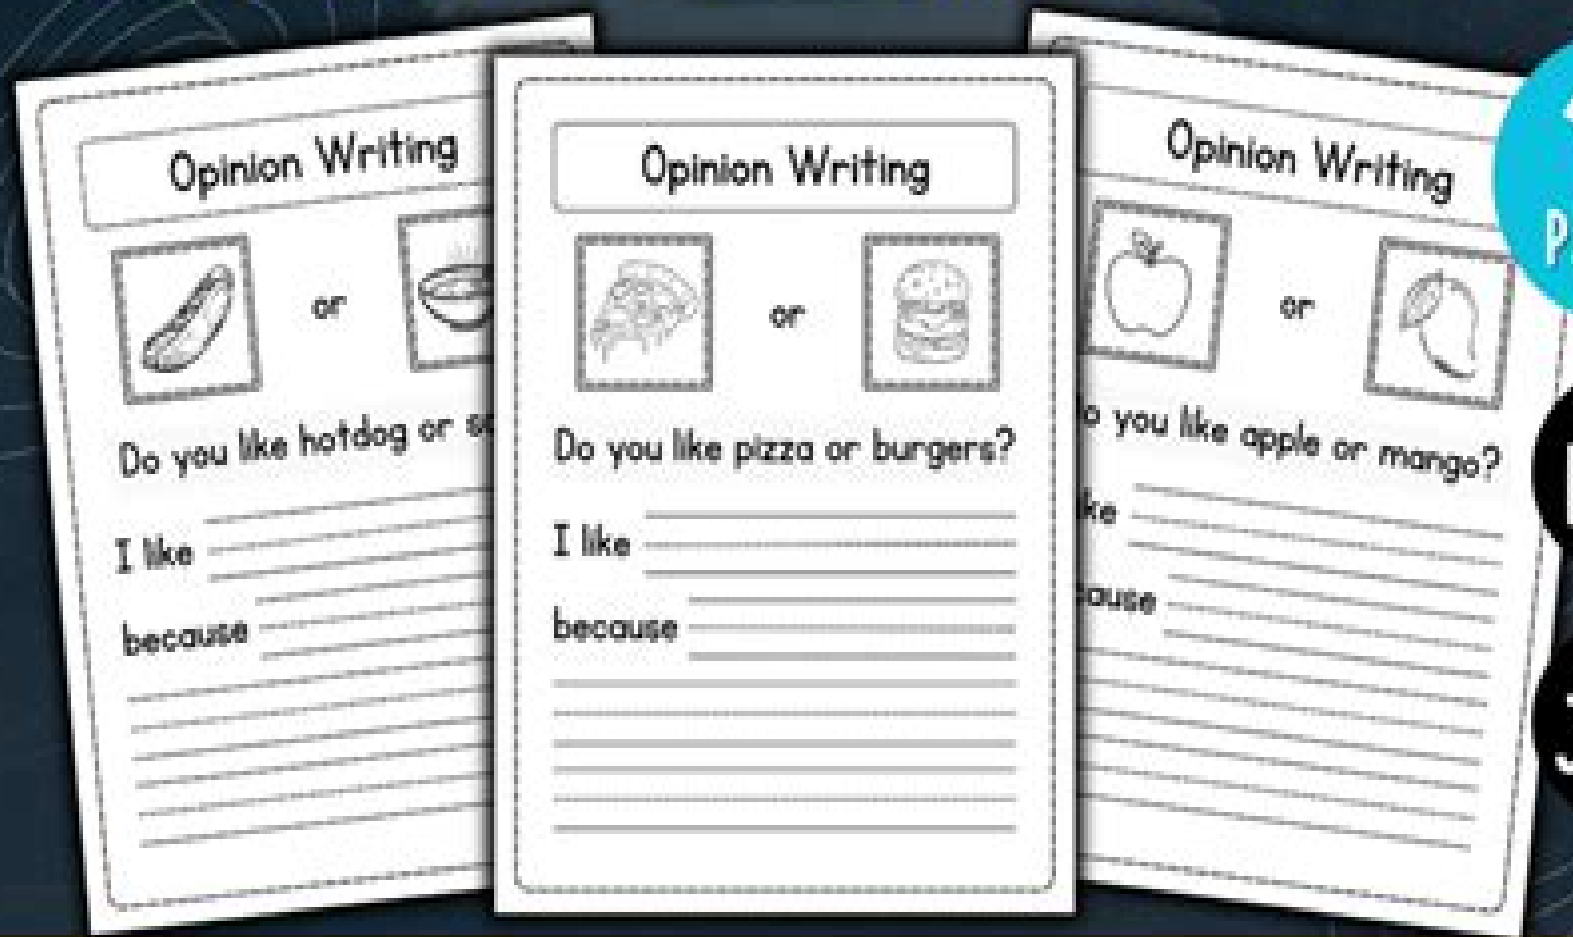 Opinion Writing
or
Do you like hotdog or
I like
because
Opinion Writing
or
Do you like pizza or burgers?
I like
because
Opinion Writing
or
you like apple or mango?